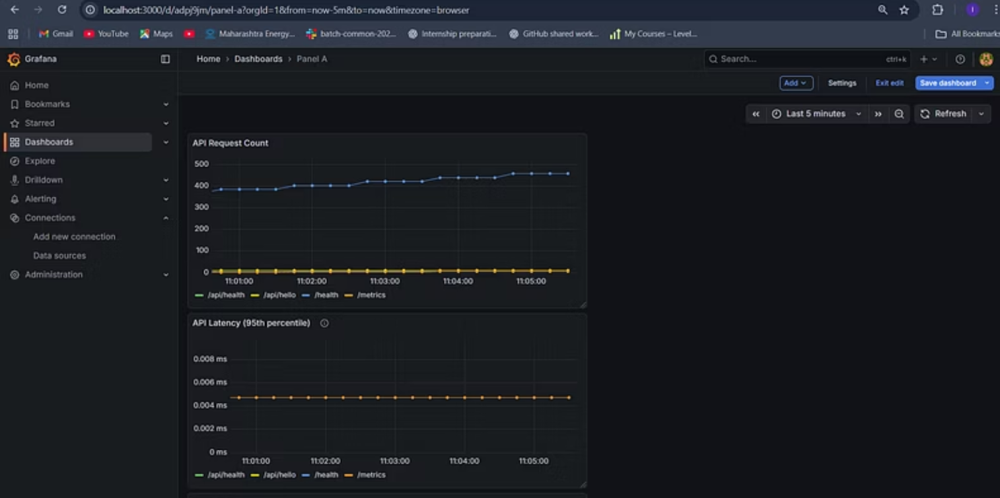 localhost:3000/d/adpj9jm/panel-a?orgId=1&from=now-5m&to=now&timezone=browser
Gmail YouTube Maps Maharashtra Energy... batch-common-202... Internship preparati... GitHub shared work... My Courses – Level... All Bookmarks
Grafana Home › Dashboards › Panel A Search... ctrl+k
Add Settings Exit edit Save dashboard
Home
Bookmarks
Starred
Dashboards
Explore
Drilldown
Alerting
Connections
Add new connection
Data sources
Administration
Last 5 minutes Refresh
API Request Count
500
400
300
200
100
0
11:01:00 11:02:00 11:03:00 11:04:00 11:05:00
/api/health /api/hello /health /metrics
API Latency (95th percentile)
0.008 ms
0.006 ms
0.004 ms
0.002 ms
0 ms
11:01:00 11:02:00 11:03:00 11:04:00 11:05:00
/api/health /api/hello /health /metrics